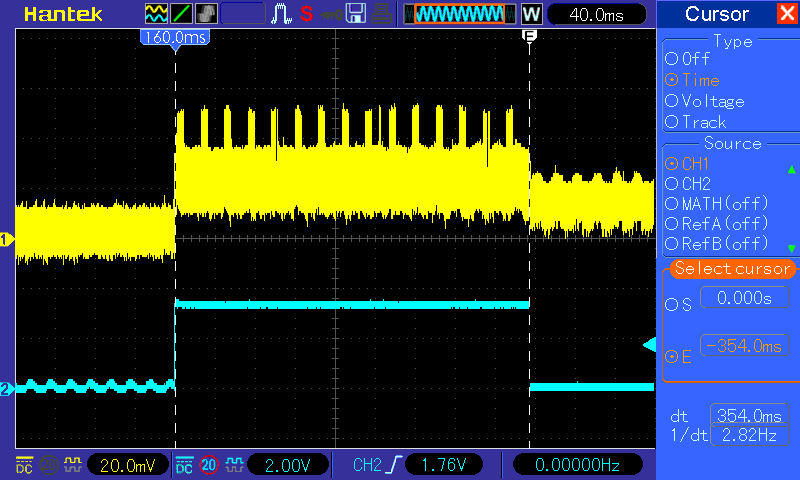 Hantek S W 40.0ms Cursor X
160.0ms E
Type
Off
Time
Voltage
Track
Source
CH1
CH2
MATH(off)
RefA(off)
RefB(off)
Select cursor
S 0.000s
E -354.0ms
dt 354.0ms
1/dt 2.82Hz
1
2
DC 20 20.0mV DC 20 2.00V CH2 1.76V 0.00000Hz